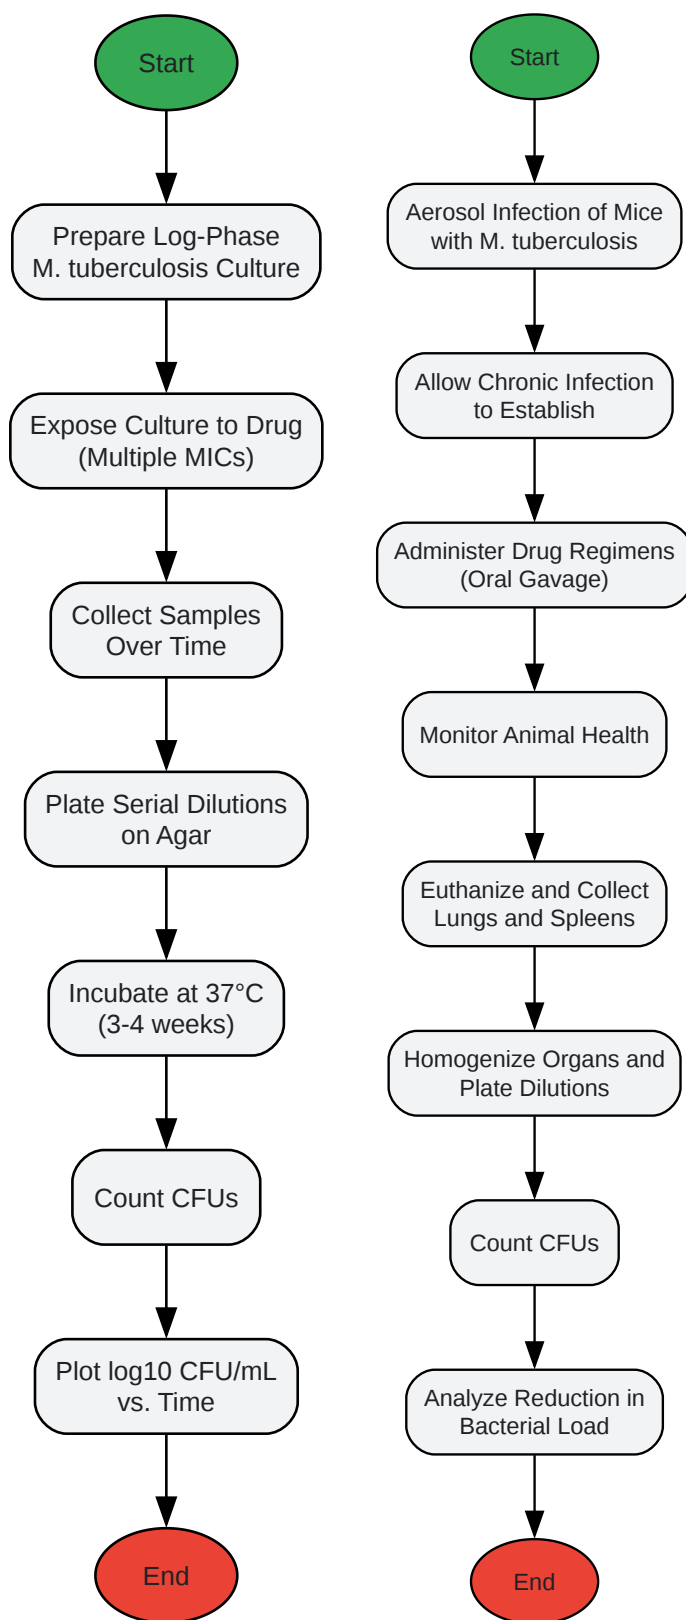 Start
Prepare Log-Phase
M. tuberculosis Culture
Expose Culture to Drug
(Multiple MICs)
Collect Samples
Over Time
Plate Serial Dilutions
on Agar
Incubate at 37°C
(3-4 weeks)
Count CFUs
Plot log10 CFU/mL
vs. Time
End
Start
Aerosol Infection of Mice
with M. tuberculosis
Allow Chronic Infection
to Establish
Administer Drug Regimens
(Oral Gavage)
Monitor Animal Health
Euthanize and Collect
Lungs and Spleens
Homogenize Organs and
Plate Dilutions
Count CFUs
Analyze Reduction in
Bacterial Load
End